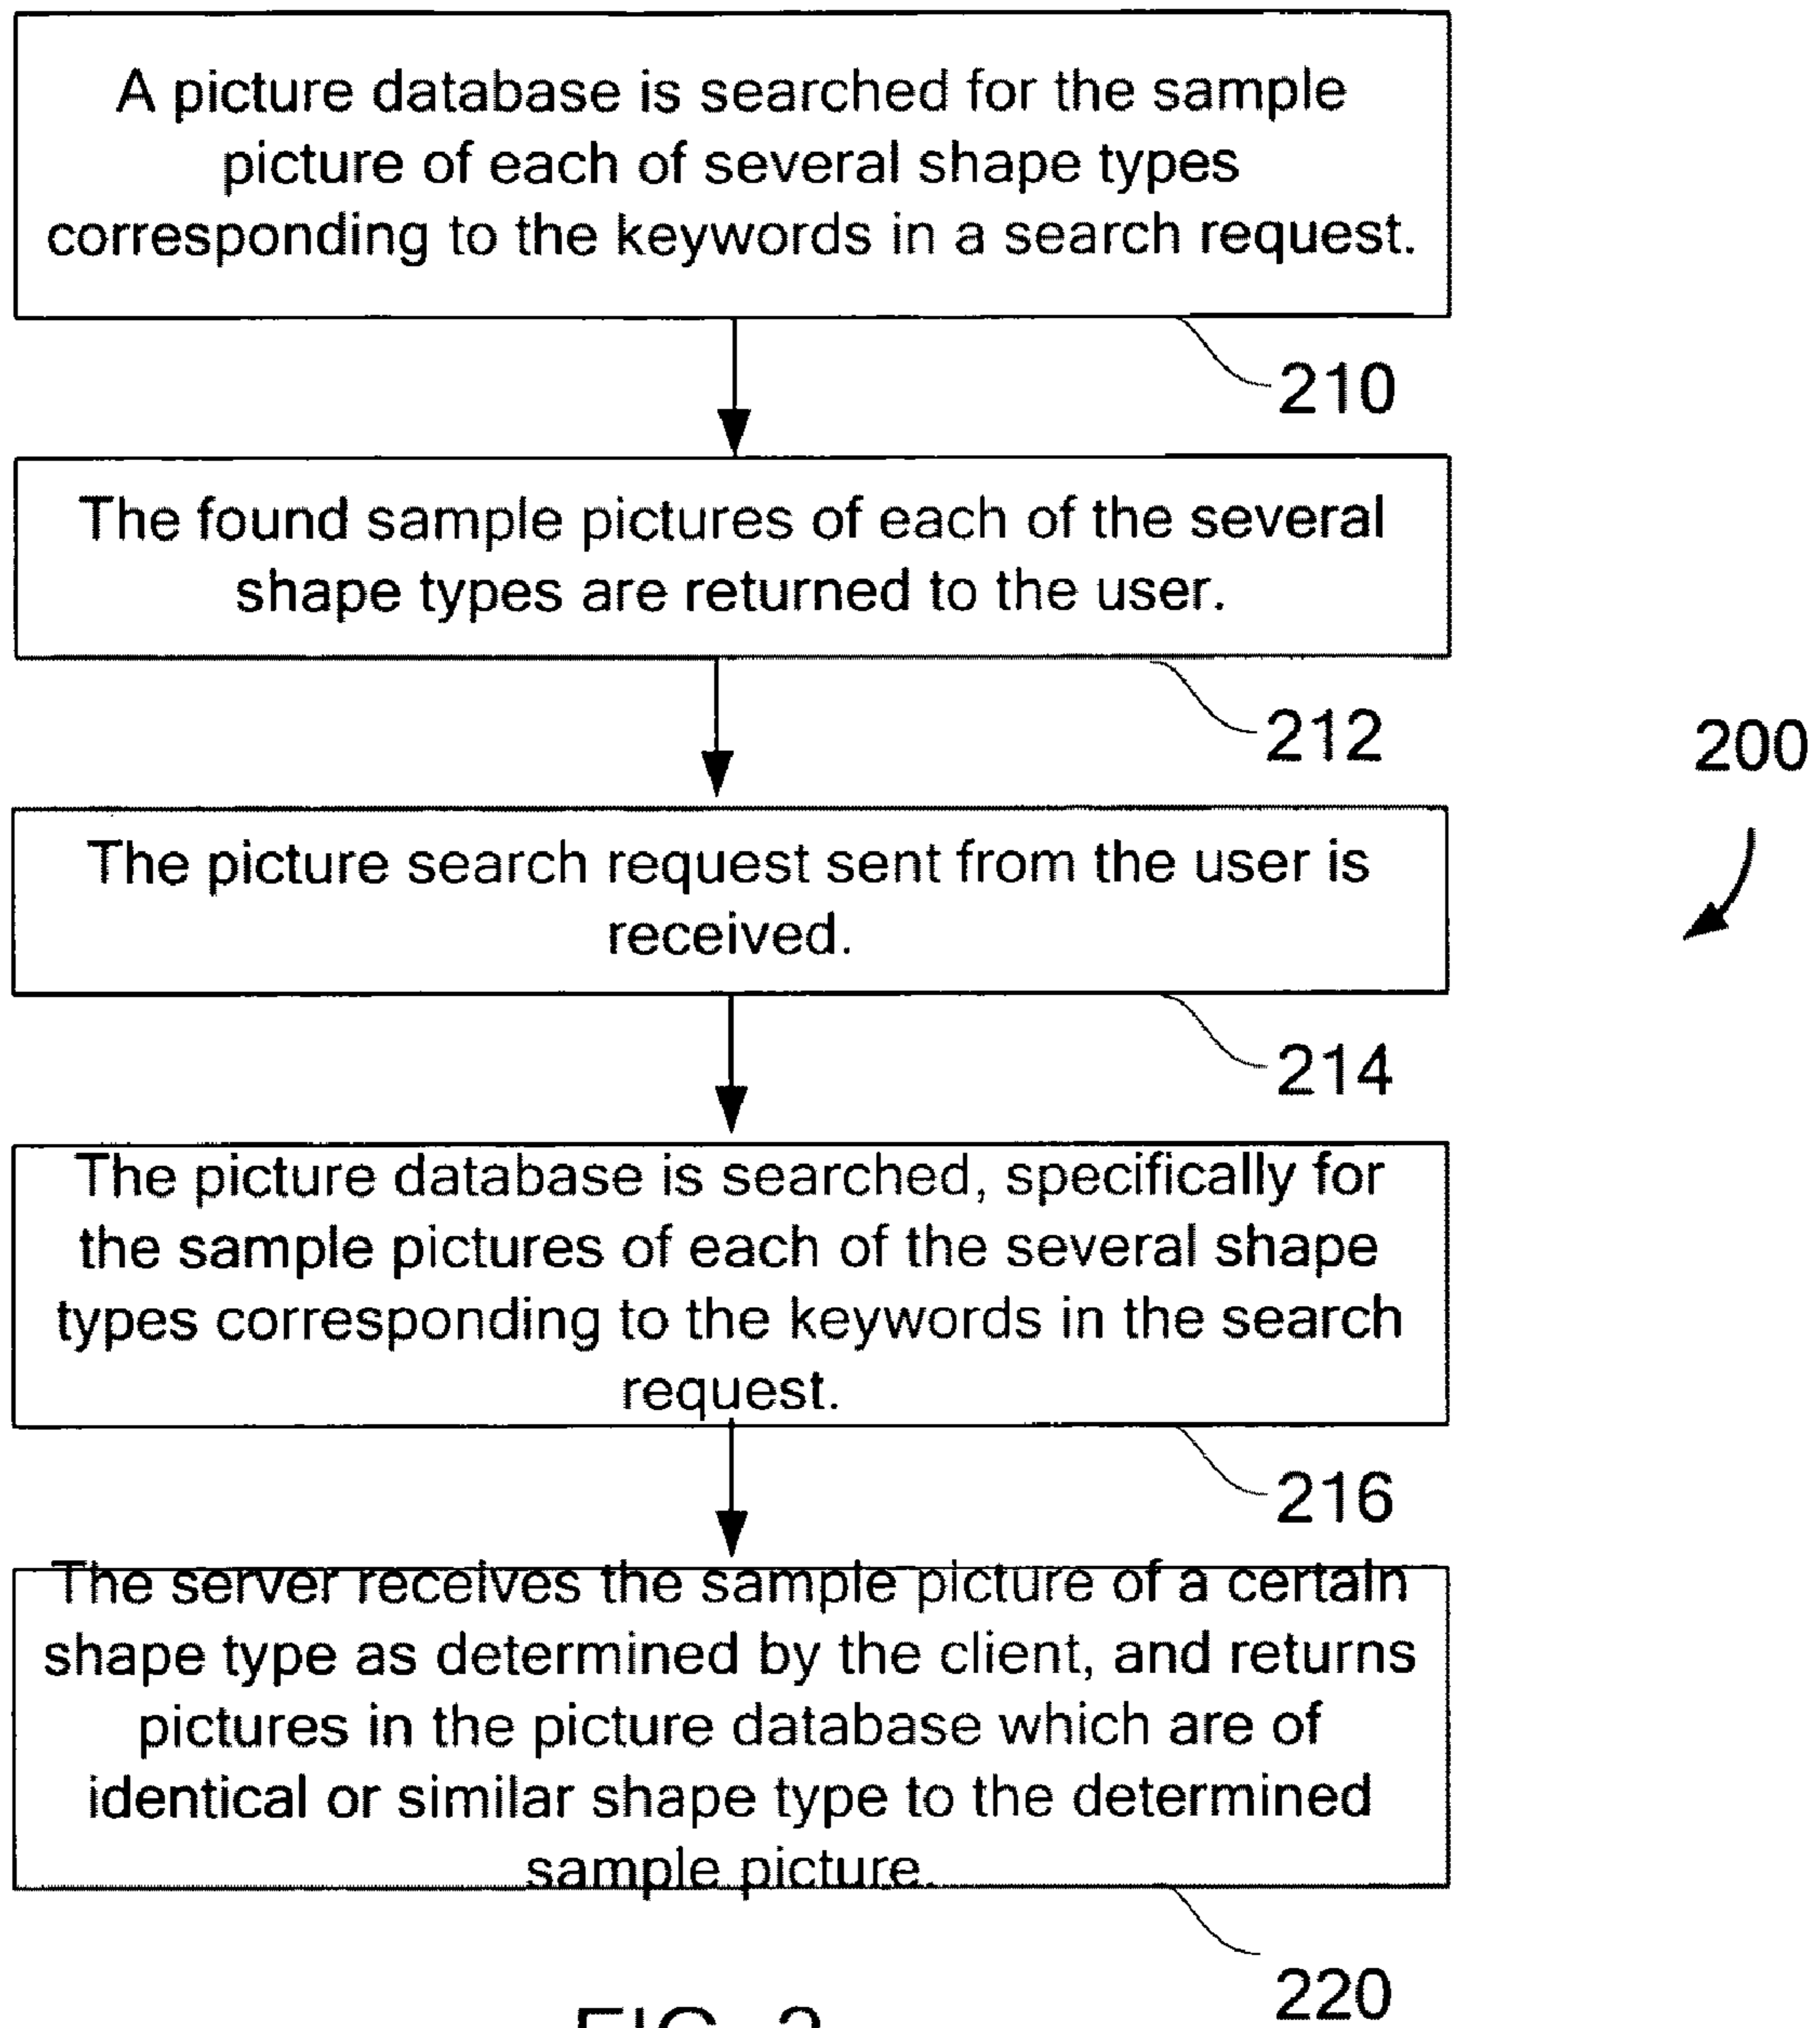 A picture database is searched for the sample
picture of each of several shape types
corresponding to the keywords in a search request.
210
The found sample pictures of each of the several
shape types are returned to the user.
212
200
The picture search request sent from the user is
received.
214
The picture database is searched, specifically for
the sample pictures of each of the several shape
types corresponding to the keywords in the search
request.
216
The server receives the sample picture of a certain
shape type as determined by the client, and returns
pictures in the picture database which are of
identical or similar shape type to the determined
sample picture.
220
FIG.